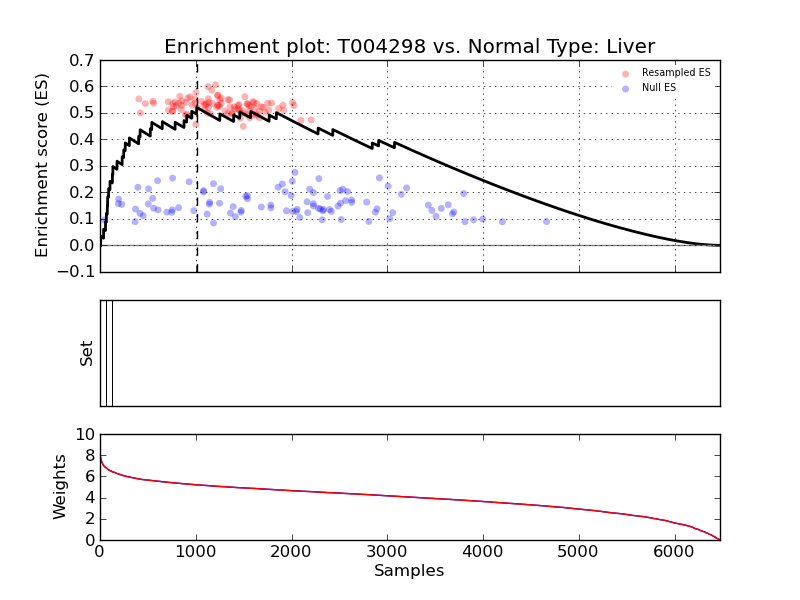 Enrichment plot: T004298 vs. Normal Type: Liver
Enrichment score (ES)
0.7
0.6
0.5
0.4
0.3
0.2
0.1
0.0
−0.1
Resampled ES
Null ES
Set
Weights
10
8
6
4
2
0
0 1000 2000 3000 4000 5000 6000
Samples